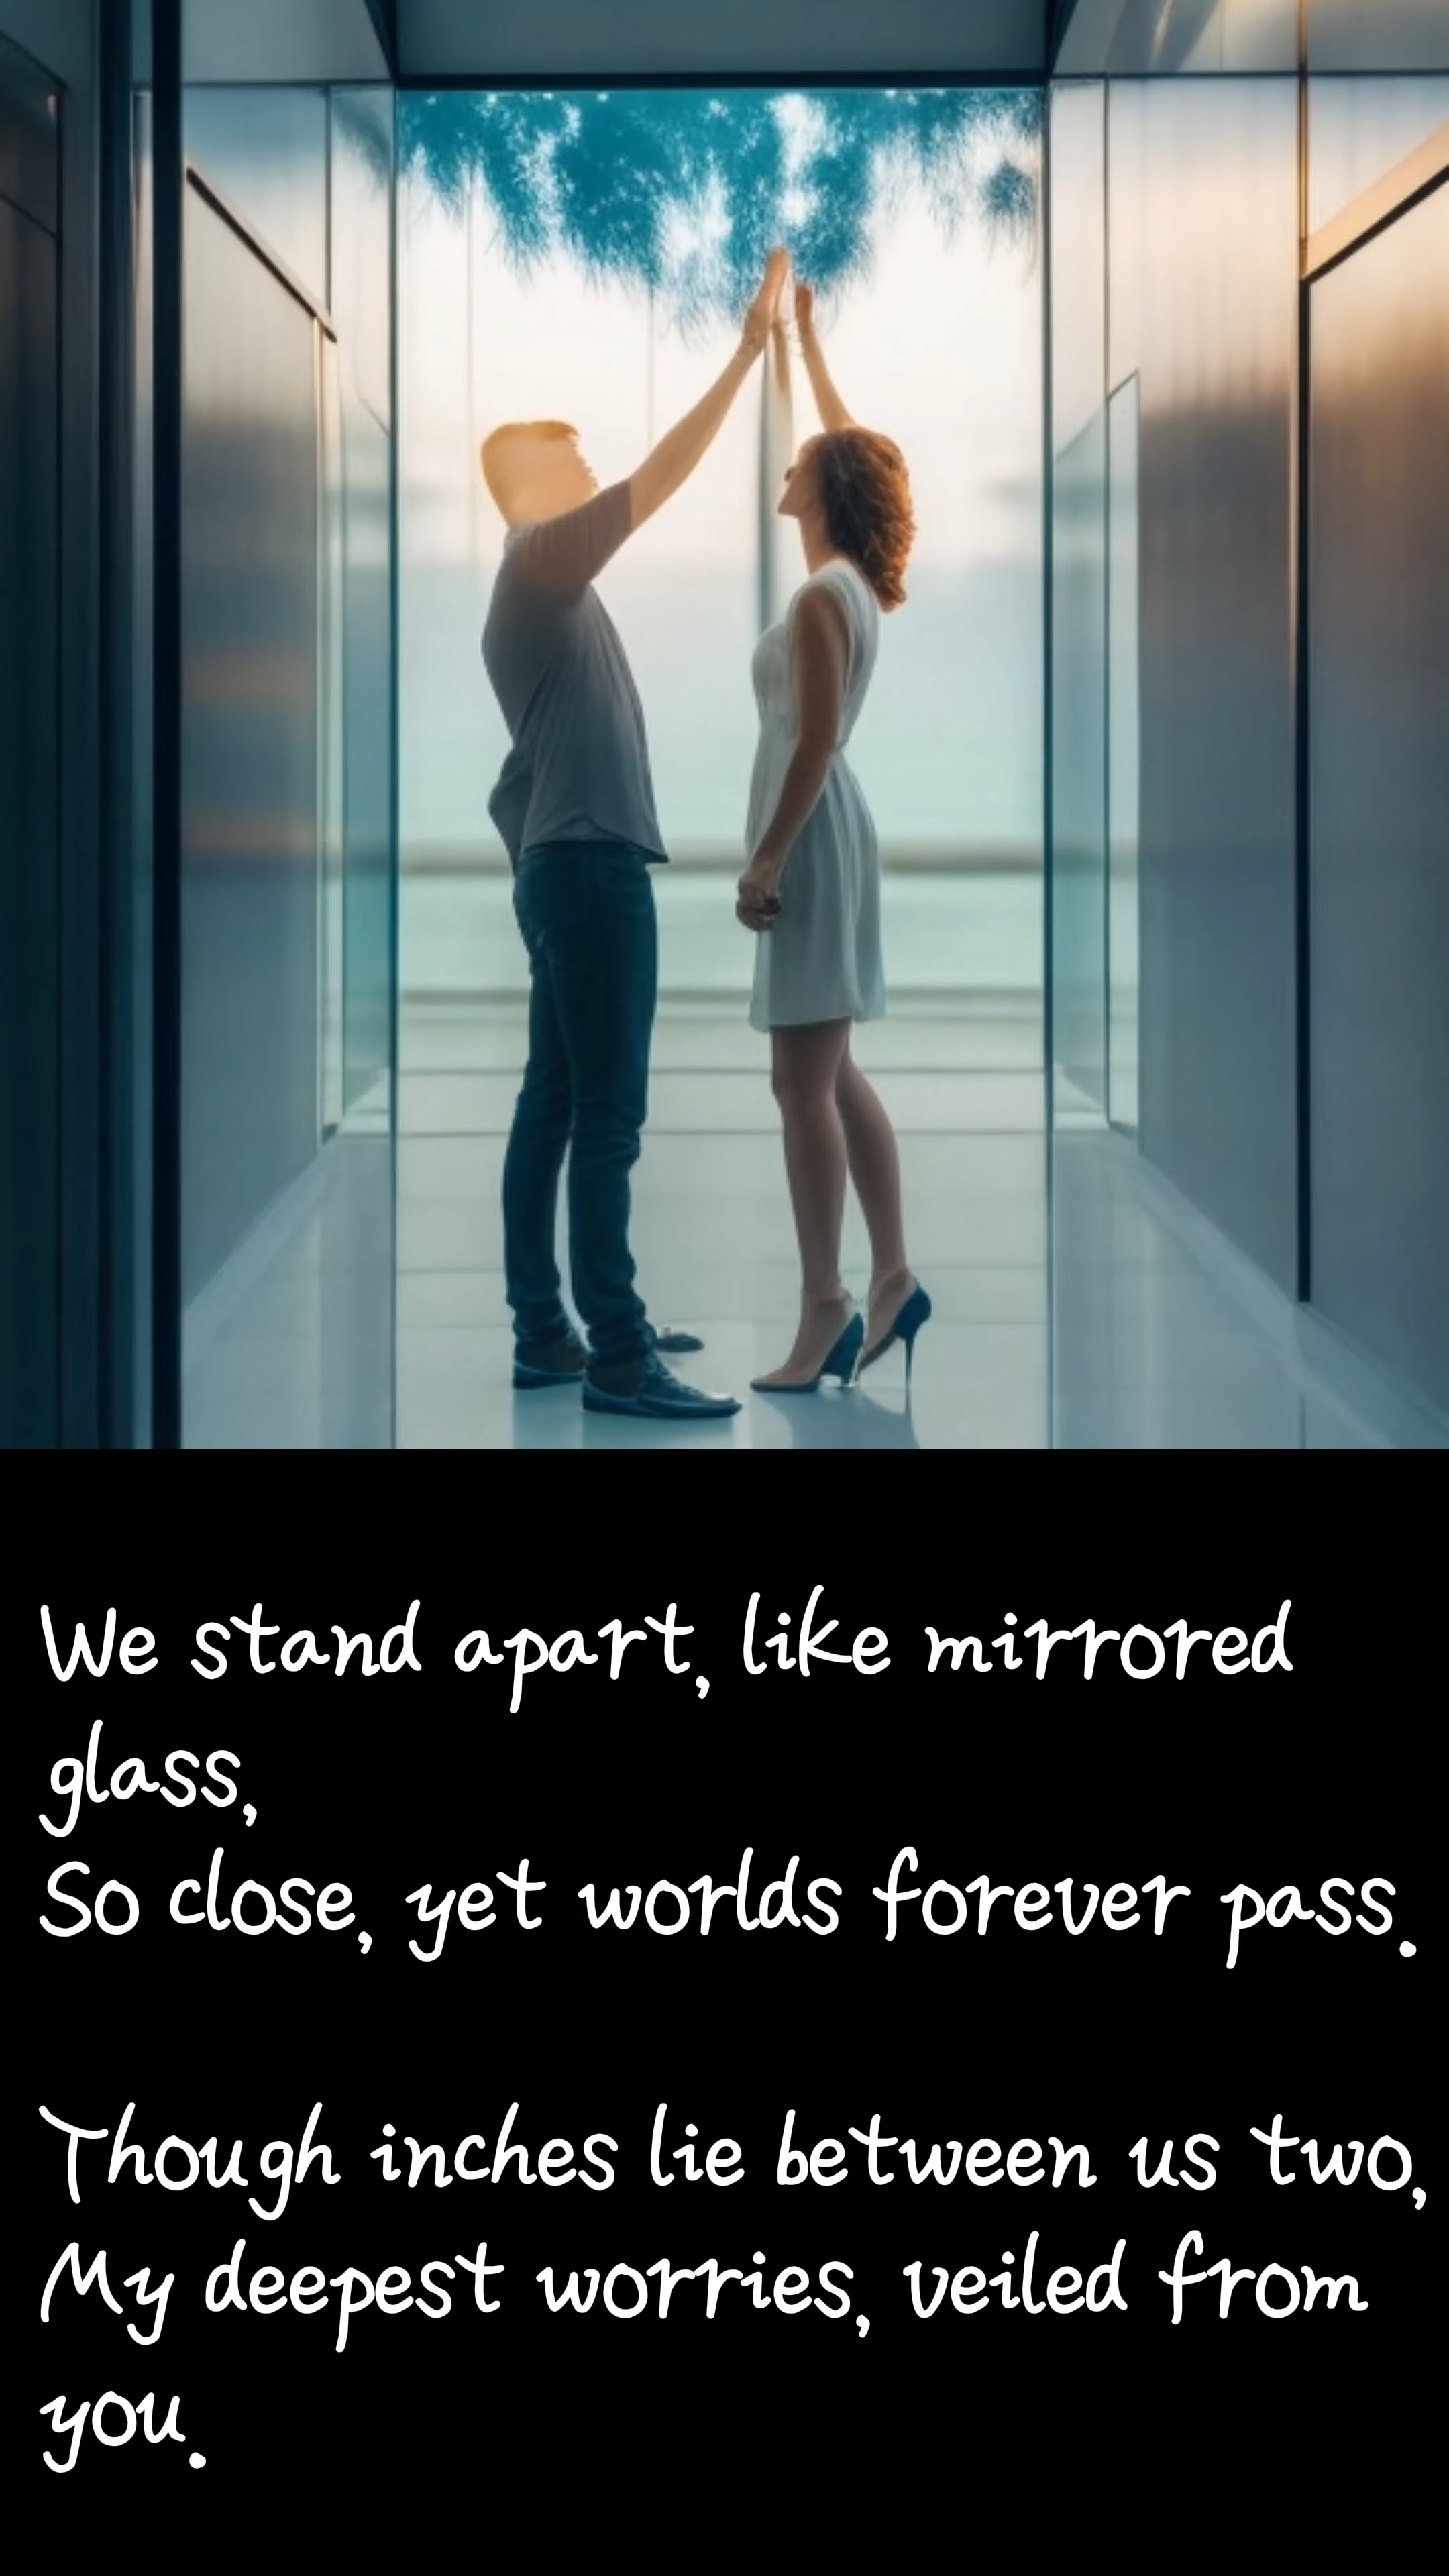 We stand apart, like mirrored
glass,
So close, yet worlds forever pass.
Though inches lie between us two,
My deepest worries, veiled from
you.